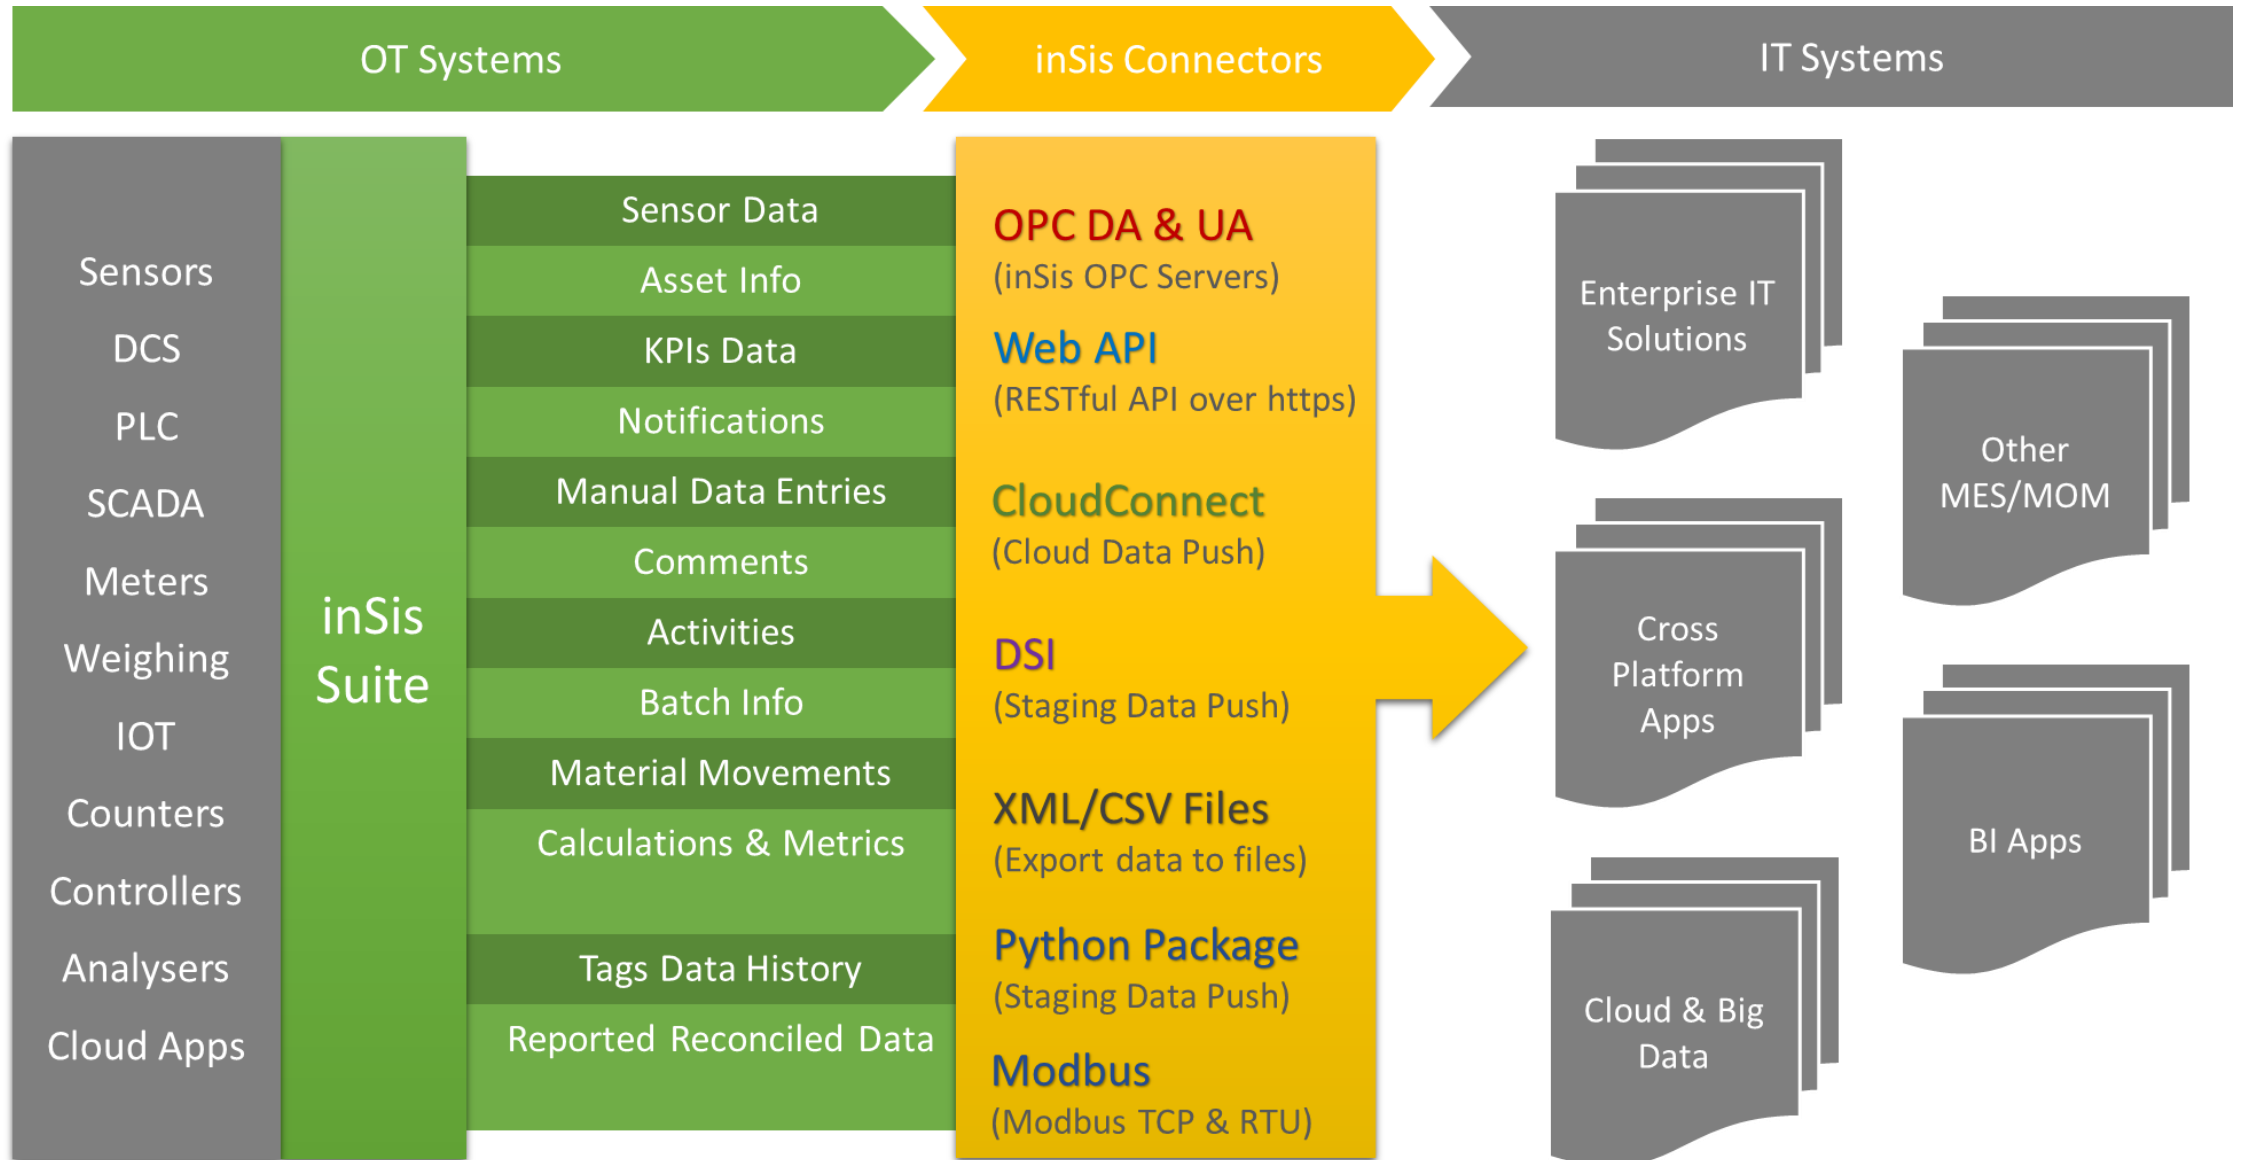 OT Systems
inSis Connectors
IT Systems
Sensors
DCS
PLC
SCADA
Meters
Weighing
IOT
Counters
Controllers
Analysers
Cloud Apps
inSis
Suite
Sensor Data
Asset Info
KPIs Data
Notifications
Manual Data Entries
Comments
Activities
Batch Info
Material Movements
Calculations & Metrics
Tags Data History
Reported Reconciled Data
OPC DA & UA
(inSis OPC Servers)
Web API
(RESTful API over https)
CloudConnect
(Cloud Data Push)
DSI
(Staging Data Push)
XML/CSV Files
(Export data to files)
Python Package
(Staging Data Push)
Modbus
(Modbus TCP & RTU)
Enterprise IT
Solutions
Other
MES/MOM
Cross
Platform
Apps
BI Apps
Cloud & Big
Data